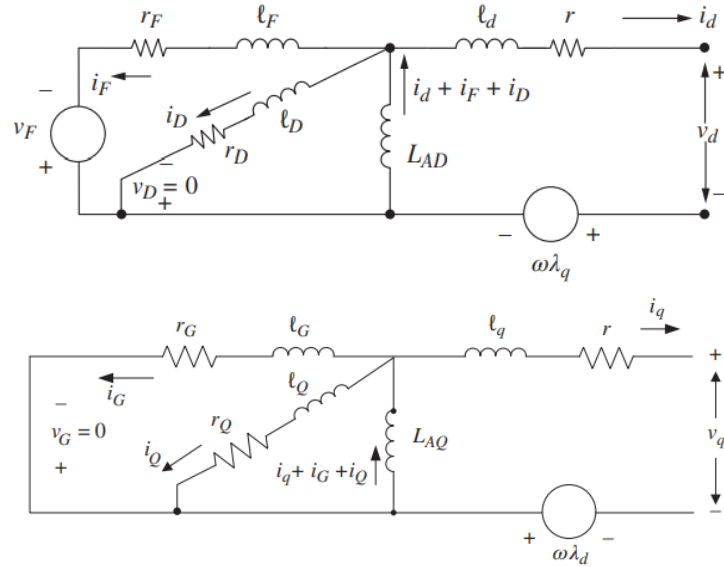 r_F
ℓ_F
ℓ_d
r
i_d
−
i_F
i_D
ℓ_D
i_d + i_F + i_D
+
v_F
r_D
L_AD
v_d
+
−
v_D = 0
+
−
−
+
ωλ_q
r_G
ℓ_G
ℓ_q
r
i_q
+
i_G
ℓ_Q
−
v_G = 0
r_Q
L_AQ
v_q
+
i_Q
i_q + i_G + i_Q
+
−
−
ωλ_d